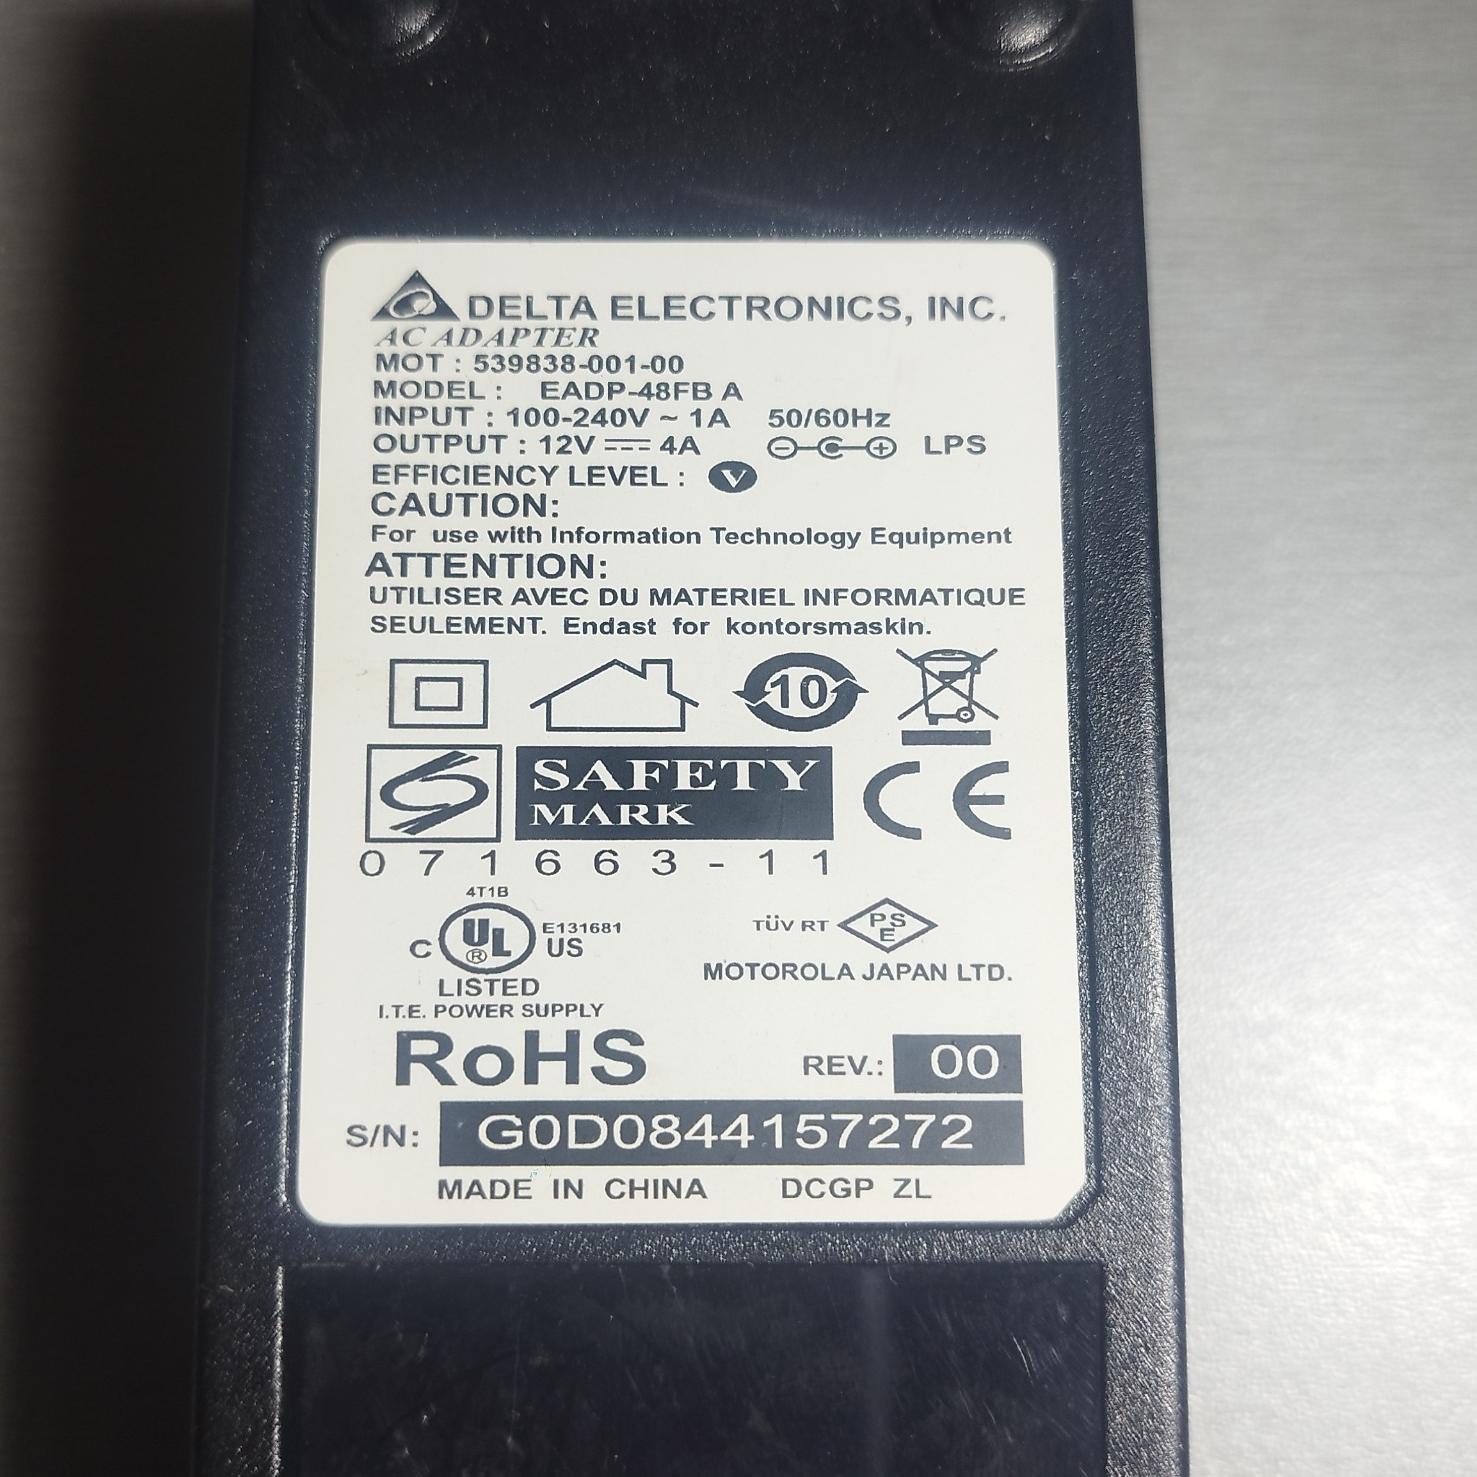 DELTA ELECTRONICS, INC.
AC ADAPTER
MOT : 539838-001-00
MODEL : EADP-48FB A
INPUT : 100-240V ~ 1A 50/60Hz
OUTPUT : 12V ⎓ 4A LPS
EFFICIENCY LEVEL : V
CAUTION:
For use with Information Technology Equipment
ATTENTION:
UTILISER AVEC DU MATERIEL INFORMATIQUE
SEULEMENT. Endast for kontorsmaskin.
10
SAFETY
MARK
CE
071663-11
4T1B
C UL ® US E131681
LISTED
I.T.E. POWER SUPPLY
TÜV RT PSE
MOTOROLA JAPAN LTD.
RoHS
REV.: 00
S/N: G0D0844157272
MADE IN CHINA DCGP ZL